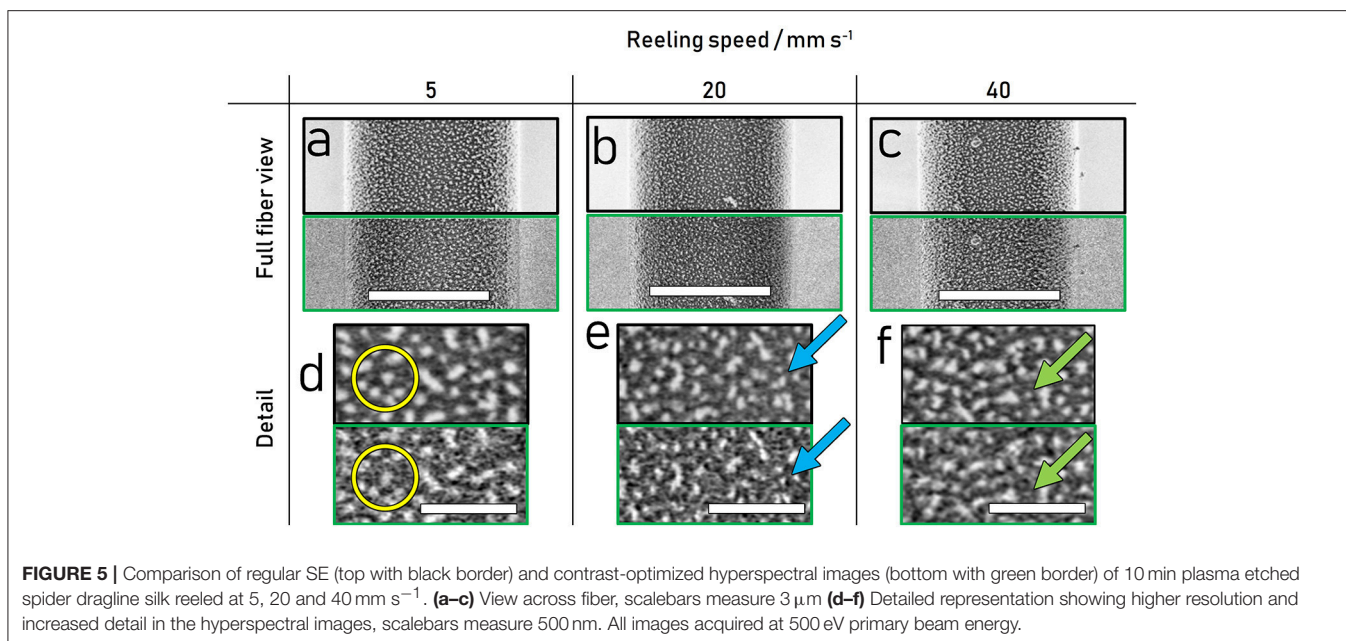 Reeling speed / mm s⁻¹
5 20 40
Full fiber view
a b c
Detail
d e f
FIGURE 5 | Comparison of regular SE (top with black border) and contrast-optimized hyperspectral images (bottom with green border) of 10 min plasma etched
spider dragline silk reeled at 5, 20 and 40 mm s⁻¹. (a–c) View across fiber, scalebars measure 3 μm (d–f) Detailed representation showing higher resolution and
increased detail in the hyperspectral images, scalebars measure 500 nm. All images acquired at 500 eV primary beam energy.